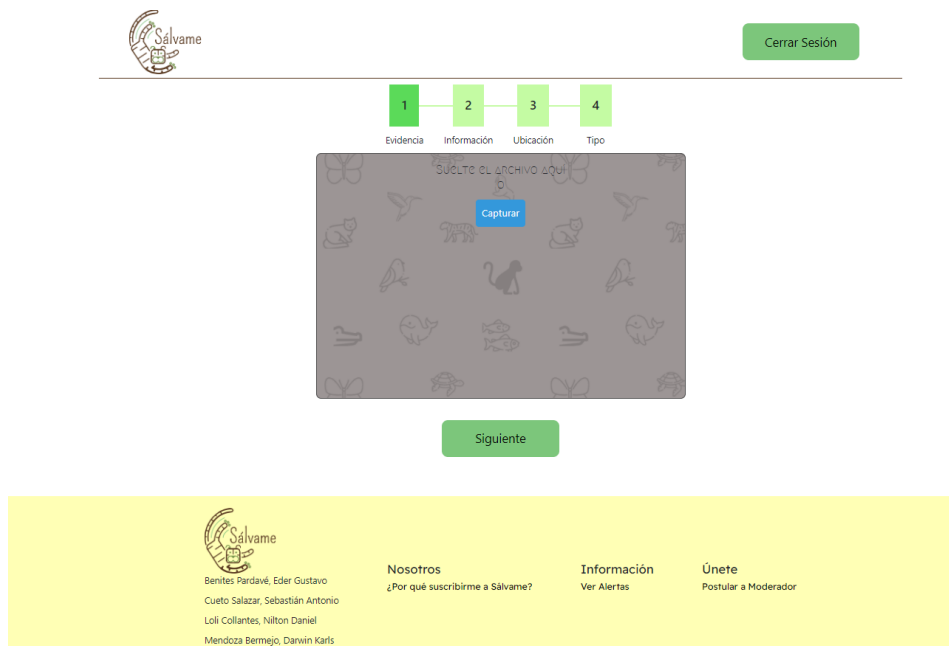 Sálvame
Cerrar Sesión
1 2 3 4
Evidencia Información Ubicación Tipo
SUELTE EL ARCHIVO AQUÍ
O
Capturar
Siguiente
Sálvame
Benites Pardavé, Eder Gustavo
Cueto Salazar, Sebastián Antonio
Loli Collantes, Nilton Daniel
Mendoza Bermejo, Darwin Karls
Nosotros
¿Por qué suscribirme a Sálvame?
Información
Ver Alertas
Únete
Postular a Moderador